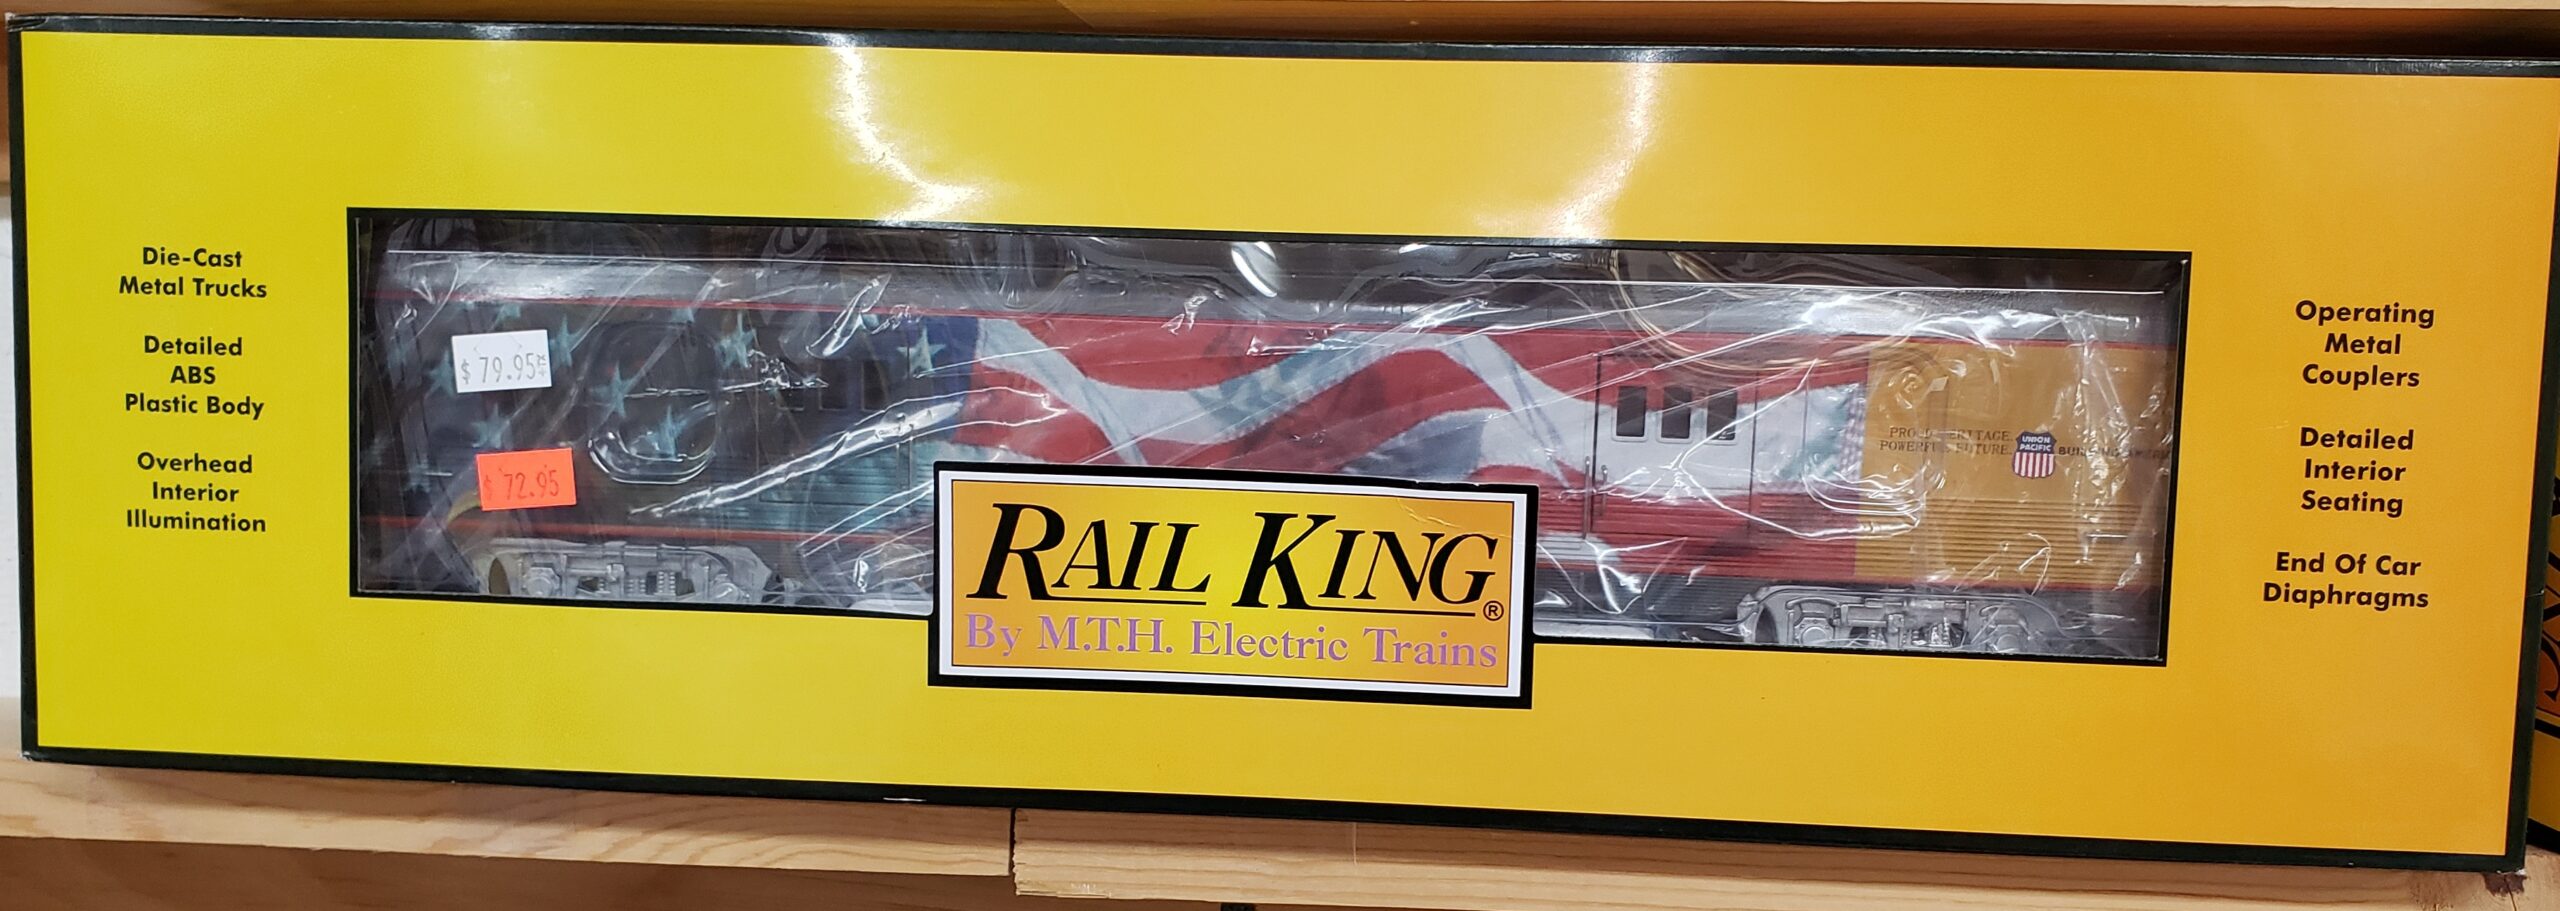 Die-Cast
Metal Trucks
Detailed
ABS
Plastic Body
Overhead
Interior
Illumination
$79.95
$72.95
RAIL KING®
By M.T.H. Electric Trains
UNION
PACIFIC
Operating
Metal
Couplers
Detailed
Interior
Seating
End Of Car
Diaphragms